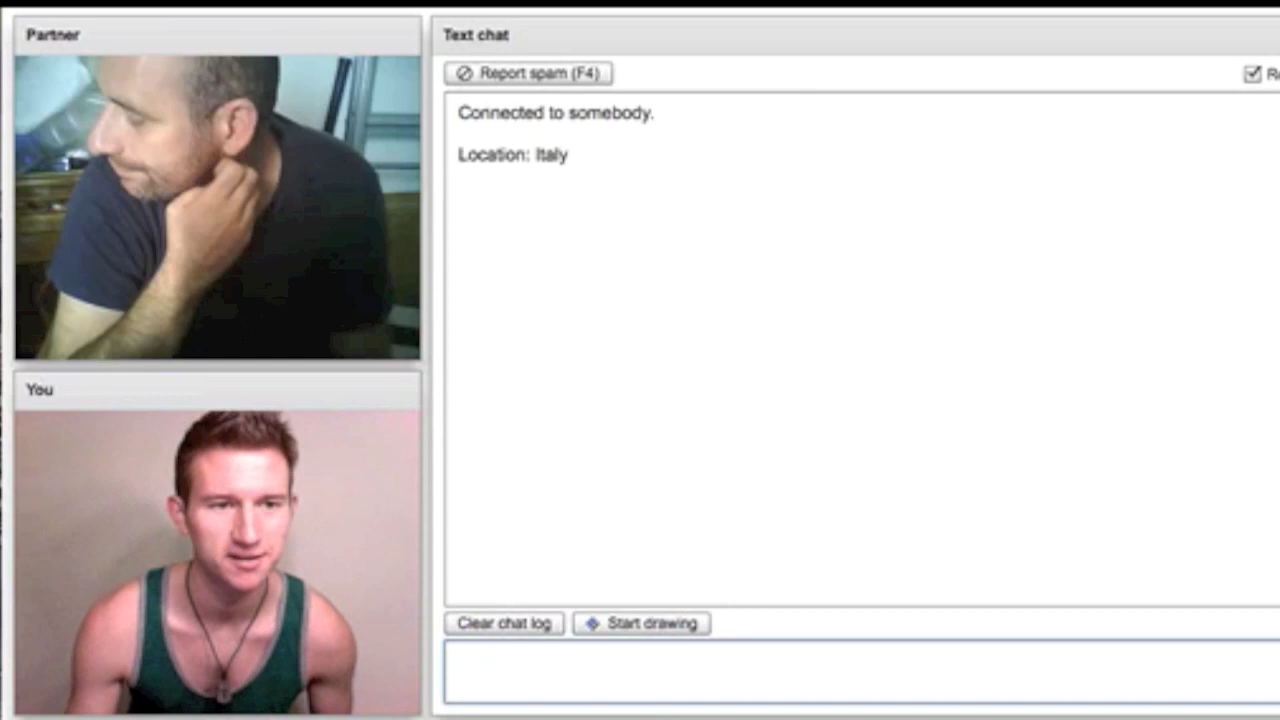 Partner
Text chat
Report spam (F4)
Connected to somebody.
Location: Italy
You
Clear chat log
Start drawing